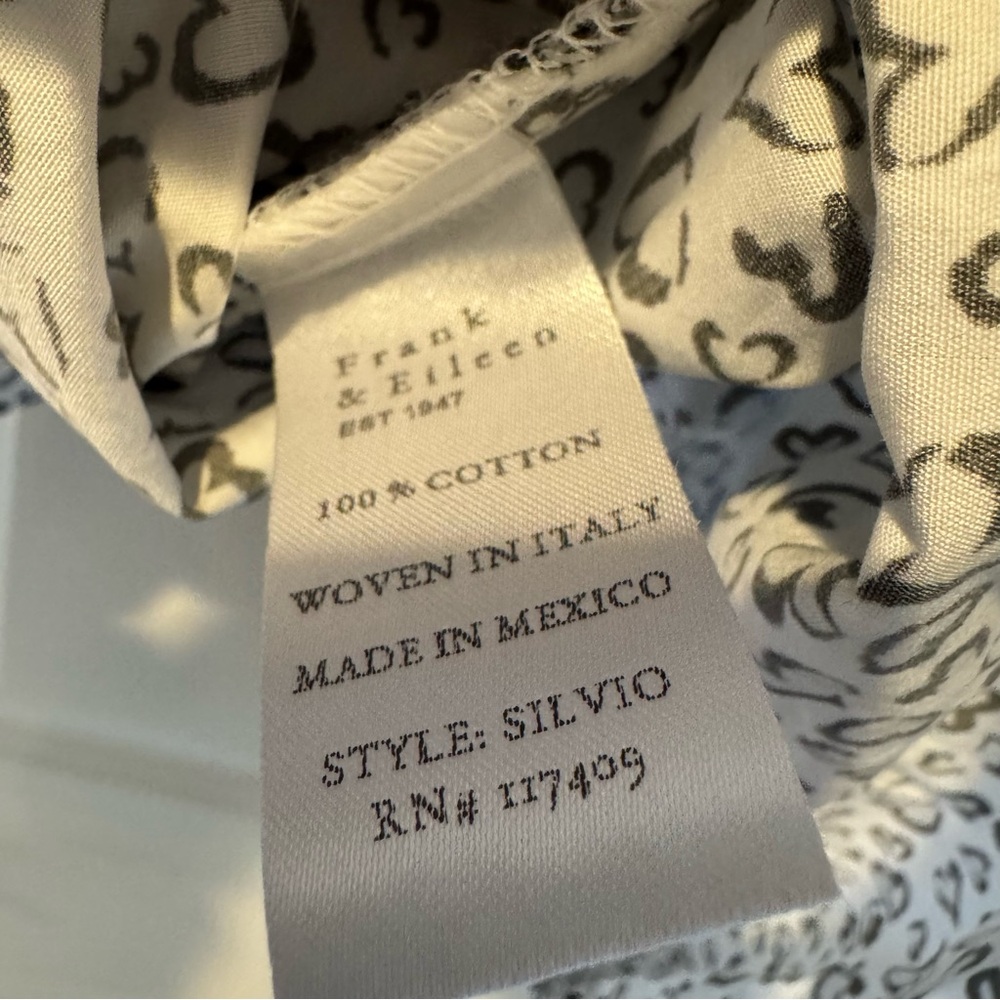 Frank
& Eileen
EST 1947
100 % COTTON
WOVEN IN ITALY
MADE IN MEXICO
STYLE: SILVIO
RN# 117409